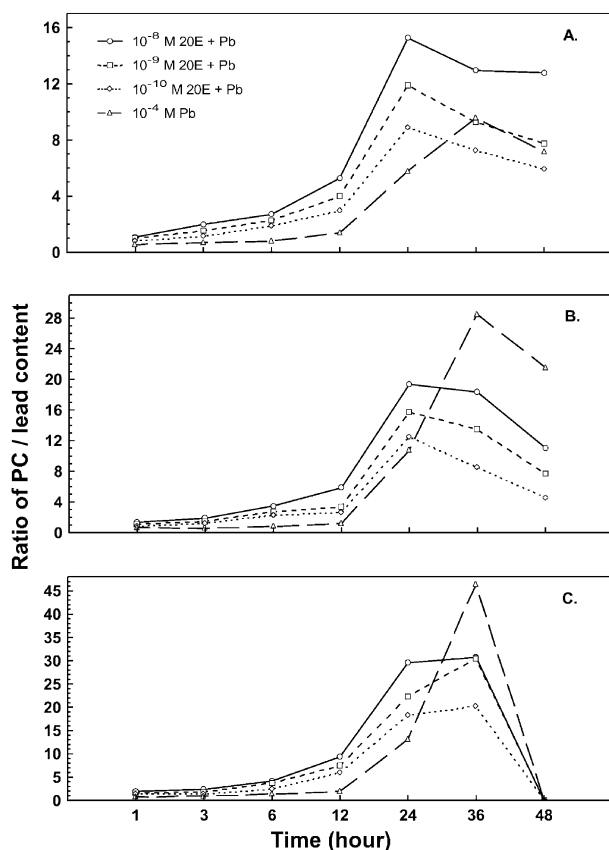 A.
10⁻⁸ M 20E + Pb
10⁻⁹ M 20E + Pb
10⁻¹⁰ M 20E + Pb
10⁻⁴ M Pb
16
12
8
4
0
B.
28
24
20
16
12
8
4
0
Ratio of PC / lead content
C.
45
40
35
30
25
20
15
10
5
0
1 3 6 12 24 36 48
Time (hour)